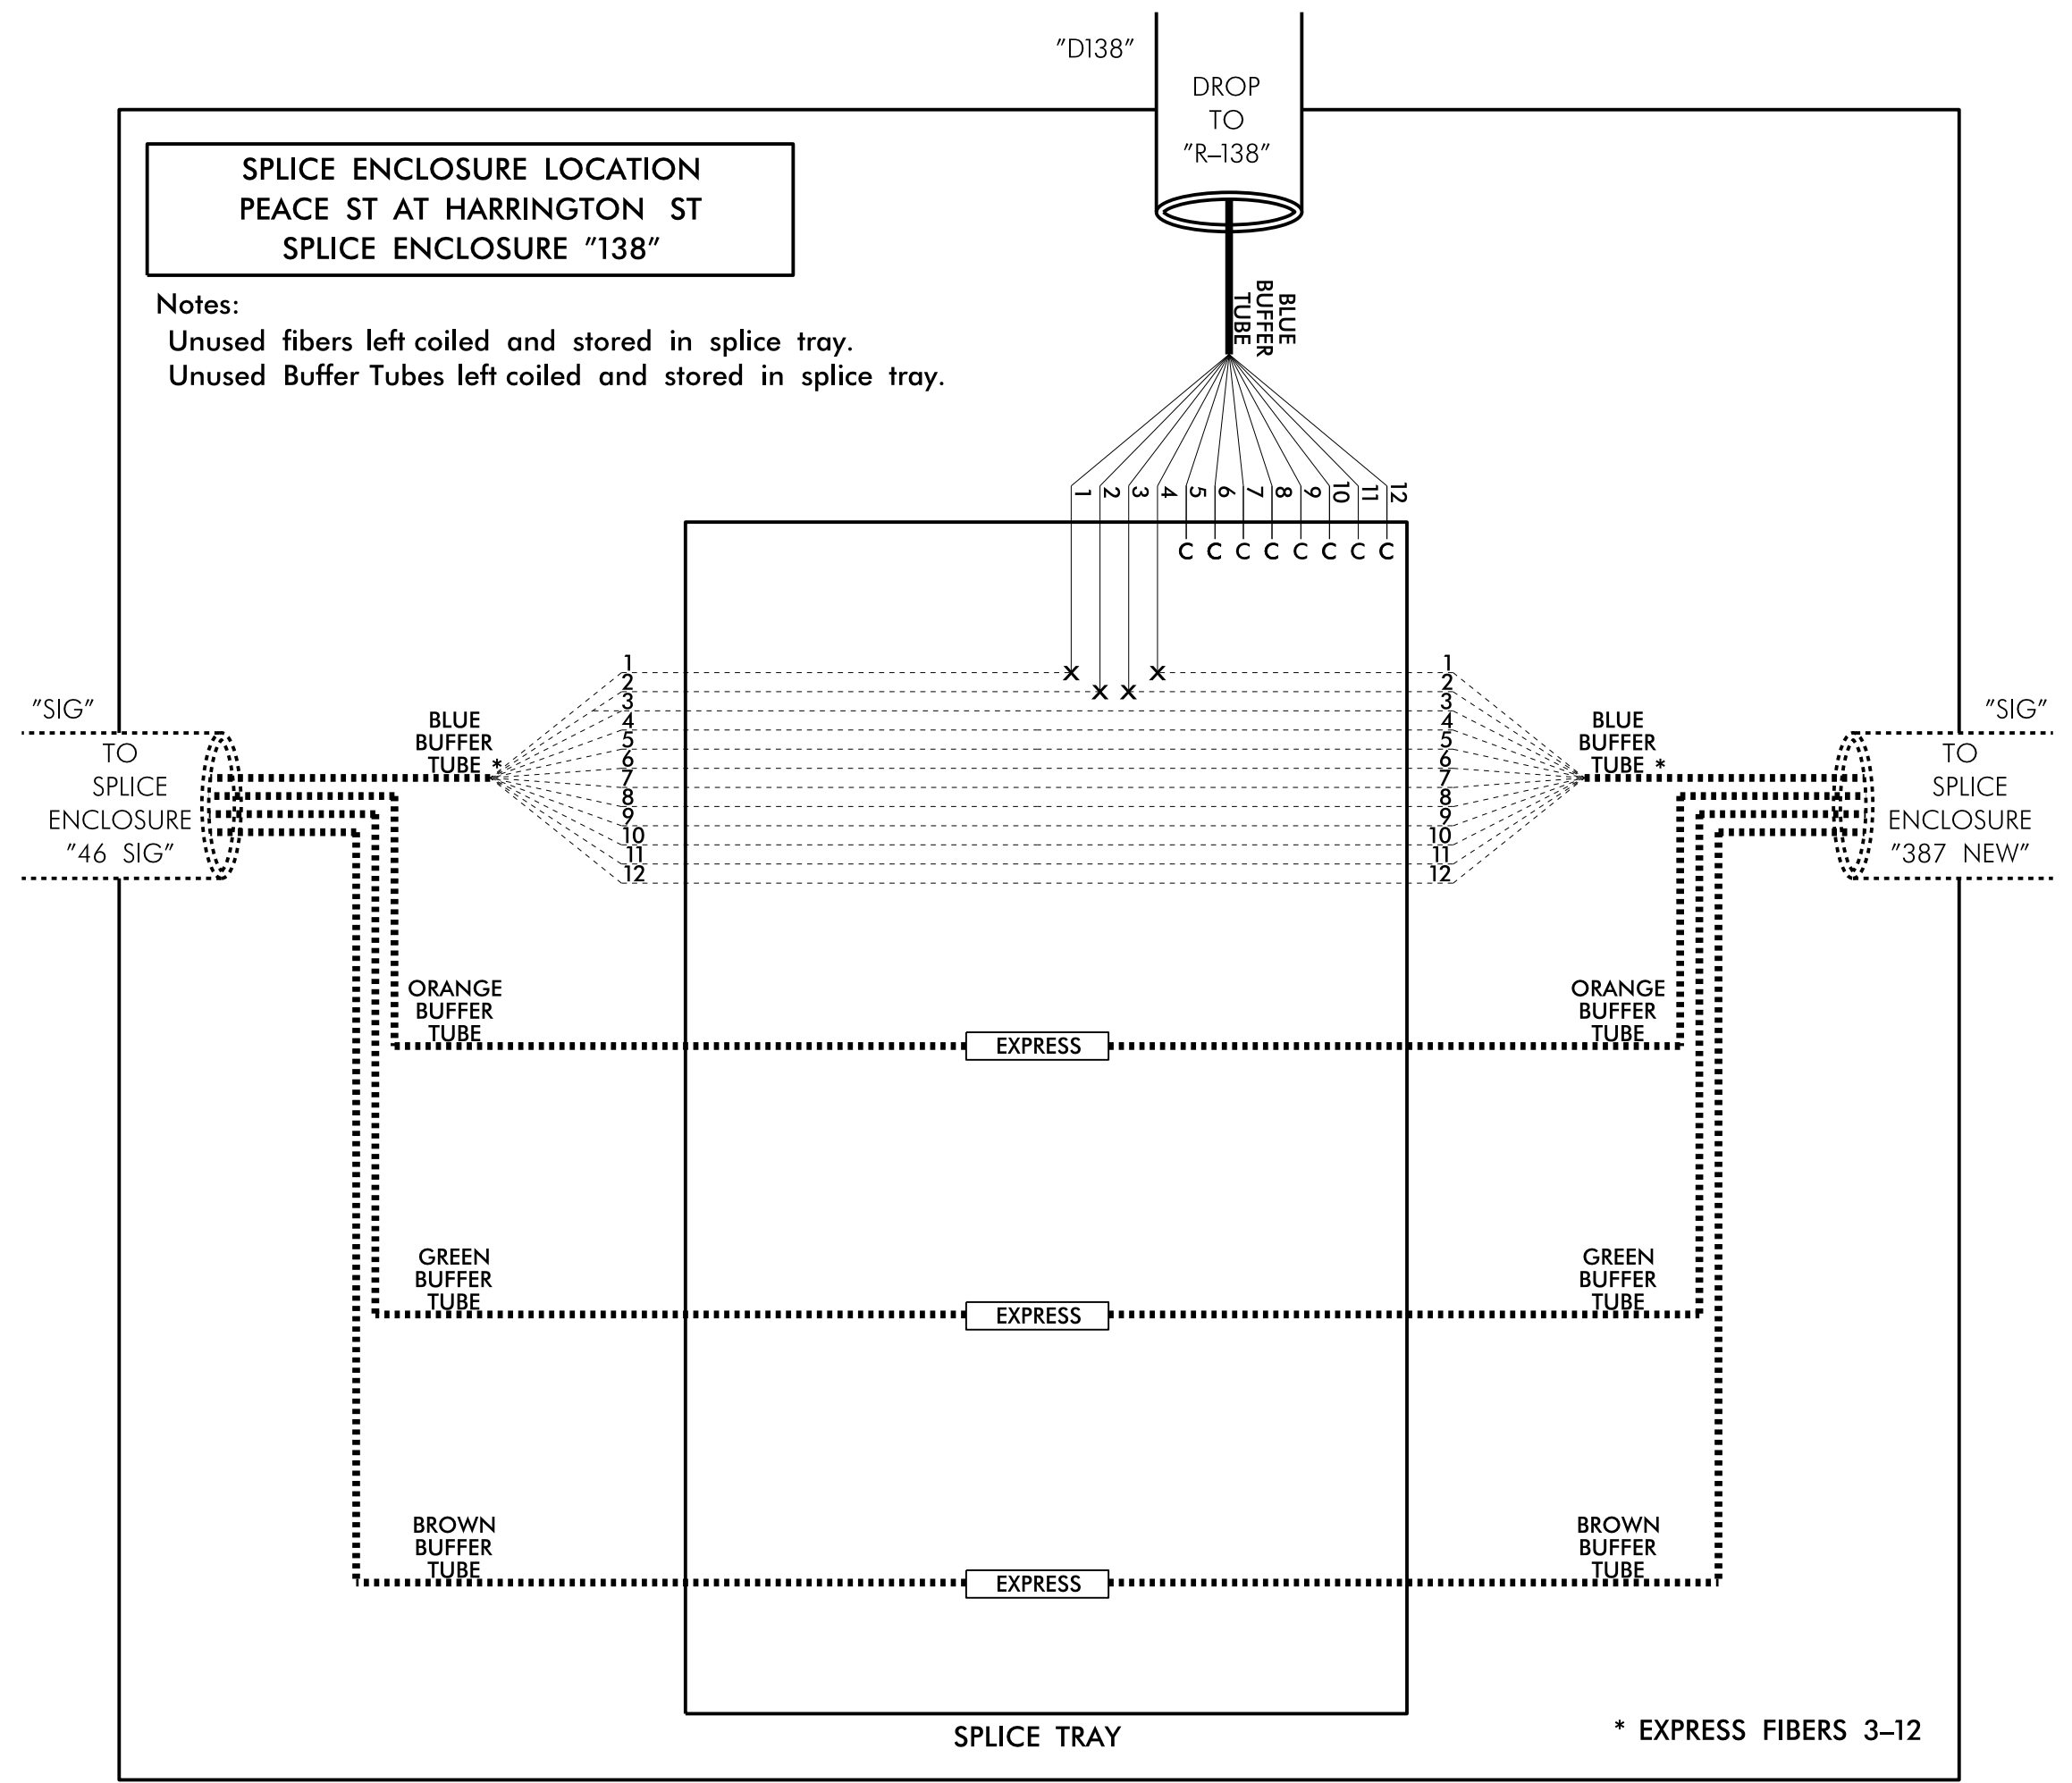 "D138"
DROP
TO
"R–138"
SPLICE ENCLOSURE LOCATION
PEACE ST AT HARRINGTON ST
SPLICE ENCLOSURE "138"
Notes:
Unused fibers left coiled and stored in splice tray.
Unused Buffer Tubes left coiled and stored in splice tray.
BLUE
BUFFER
TUBE
1 2 3 4 5 6 7 8 9 10 11 12
C C C C C C C C
X X
X X
"SIG"
TO
SPLICE
ENCLOSURE
"46 SIG"
BLUE
BUFFER
TUBE *
1
2
3
4
5
6
7
8
9
10
11
12
1
2
3
4
5
6
7
8
9
10
11
12
BLUE
BUFFER
TUBE *
"SIG"
TO
SPLICE
ENCLOSURE
"387 NEW"
ORANGE
BUFFER
TUBE
EXPRESS
ORANGE
BUFFER
TUBE
GREEN
BUFFER
TUBE
EXPRESS
GREEN
BUFFER
TUBE
BROWN
BUFFER
TUBE
EXPRESS
BROWN
BUFFER
TUBE
SPLICE TRAY
* EXPRESS FIBERS 3–12